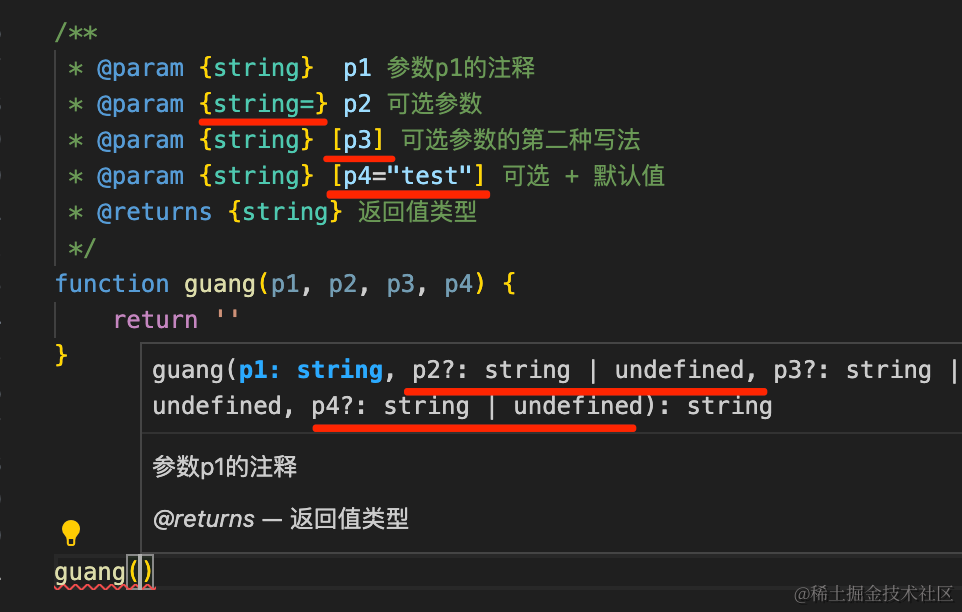 /**
 * @param {string}  p1 参数p1的注释
 * @param {string=} p2 可选参数
 * @param {string} [p3] 可选参数的第二种写法
 * @param {string} [p4="test"] 可选 + 默认值
 * @returns {string} 返回值类型
 */
function guang(p1, p2, p3, p4) {
    return ''
}
guang(p1: string, p2?: string | undefined, p3?: string |
undefined, p4?: string | undefined): string
参数p1的注释
@returns — 返回值类型
guang()
@稀土掘金技术社区